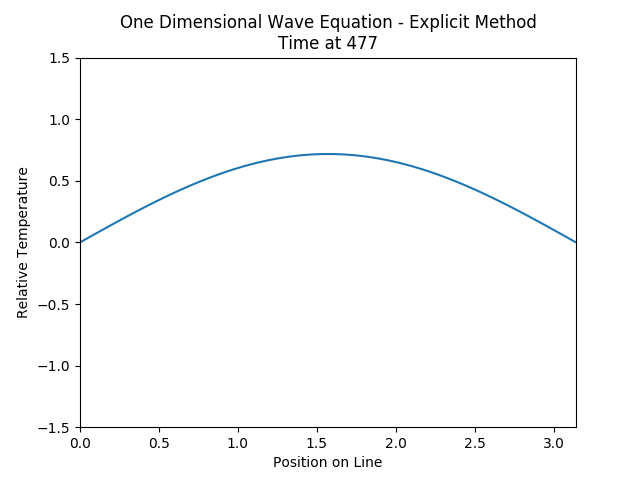 One Dimensional Wave Equation - Explicit Method
Time at 477
1.5
1.0
0.5
0.0
−0.5
−1.0
−1.5
Relative Temperature
0.0 0.5 1.0 1.5 2.0 2.5 3.0
Position on Line